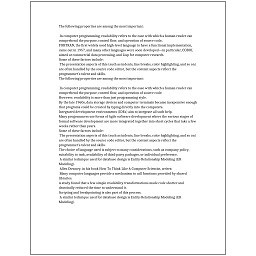 The following properties are among the most important:
In computer programming, readability refers to the ease with which a human reader can
comprehend the purpose, control flow, and operation of source code.
FORTRAN, the first widely used high-level language to have a functional implementation,
came out in 1957, and many other languages were soon developed—in particular, COBOL
aimed at commercial data processing, and Lisp for computer research.
Some of these factors include:
The presentation aspects of this (such as indents, line breaks, color highlighting, and so on)
are often handled by the source code editor, but the content aspects reflect the
programmer's talent and skills.
The following properties are among the most important:
In computer programming, readability refers to the ease with which a human reader can
comprehend the purpose, control flow, and operation of source code.
However, readability is more than just programming style.
By the late 1960s, data storage devices and computer terminals became inexpensive enough
that programs could be created by typing directly into the computers.
Integrated development environments (IDEs) aim to integrate all such help.
Many programmers use forms of Agile software development where the various stages of
formal software development are more integrated together into short cycles that take a few
weeks rather than years.
Some of these factors include:
The presentation aspects of this (such as indents, line breaks, color highlighting, and so on)
are often handled by the source code editor, but the content aspects reflect the
programmer's talent and skills.
The choice of language used is subject to many considerations, such as company policy,
suitability to task, availability of third-party packages, or individual preference.
A similar technique used for database design is Entity-Relationship Modeling (ER
Modeling).
Allen Downey, in his book How To Think Like A Computer Scientist, writes:
Many computer languages provide a mechanism to call functions provided by shared
libraries.
A study found that a few simple readability transformations made code shorter and
drastically reduced the time to understand it.
Scripting and breakpointing is also part of this process.
A similar technique used for database design is Entity-Relationship Modeling (ER
Modeling).